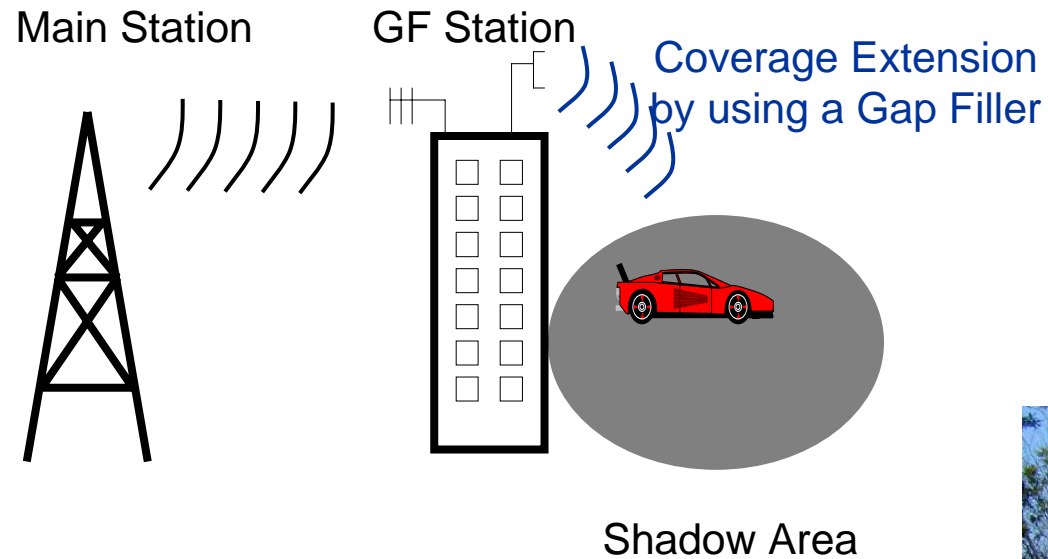 Main Station
GF Station
Coverage Extension
by using a Gap Filler
Shadow Area